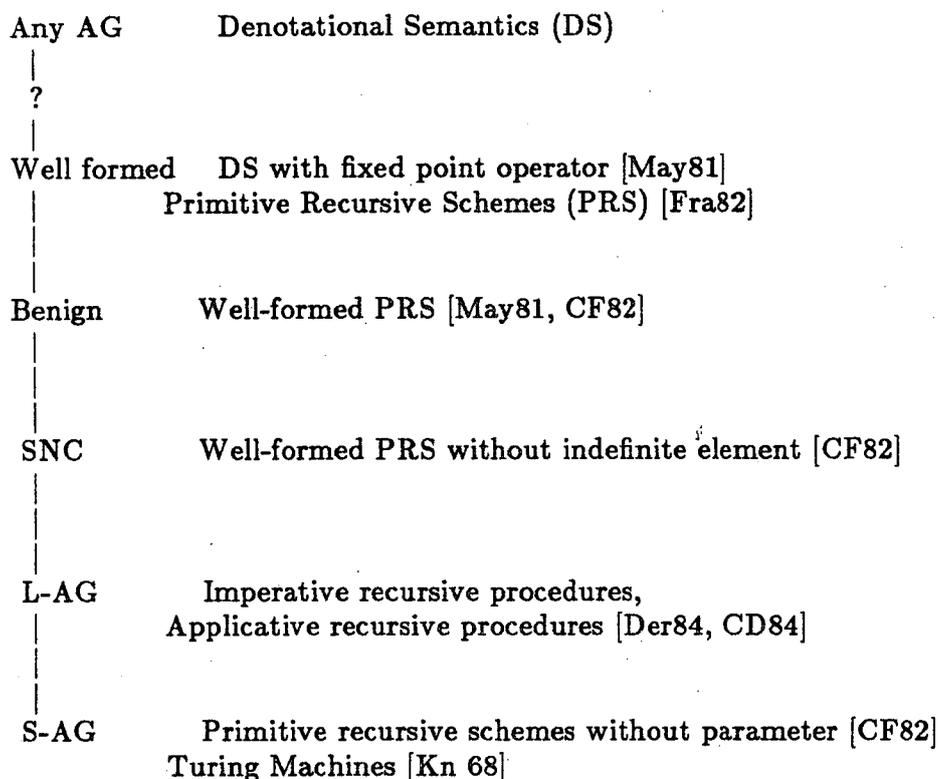 Any AG Denotational Semantics (DS)
?
Well formed DS with fixed point operator [May81]
Primitive Recursive Schemes (PRS) [Fra82]
Benign Well-formed PRS [May81, CF82]
SNC Well-formed PRS without indefinite element [CF82]
L-AG Imperative recursive procedures,
Applicative recursive procedures [Der84, CD84]
S-AG Primitive recursive schemes without parameter [CF82]
Turing Machines [Kn 68]